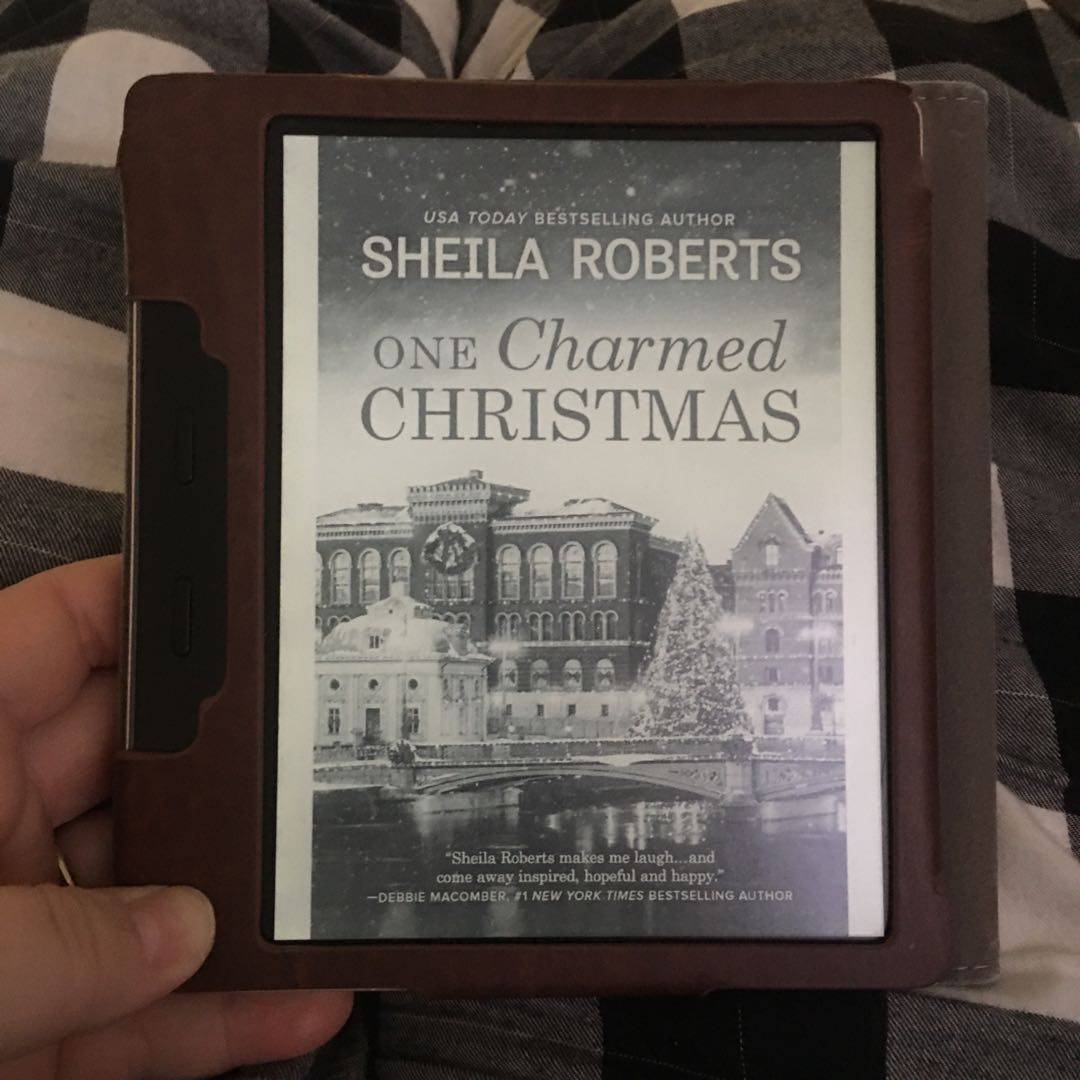 USA TODAY BESTSELLING AUTHOR
SHEILA ROBERTS
ONE Charmed
CHRISTMAS
“Sheila Roberts makes me laugh...and
come away inspired, hopeful and happy.”
—DEBBIE MACOMBER, #1 NEW YORK TIMES BESTSELLING AUTHOR